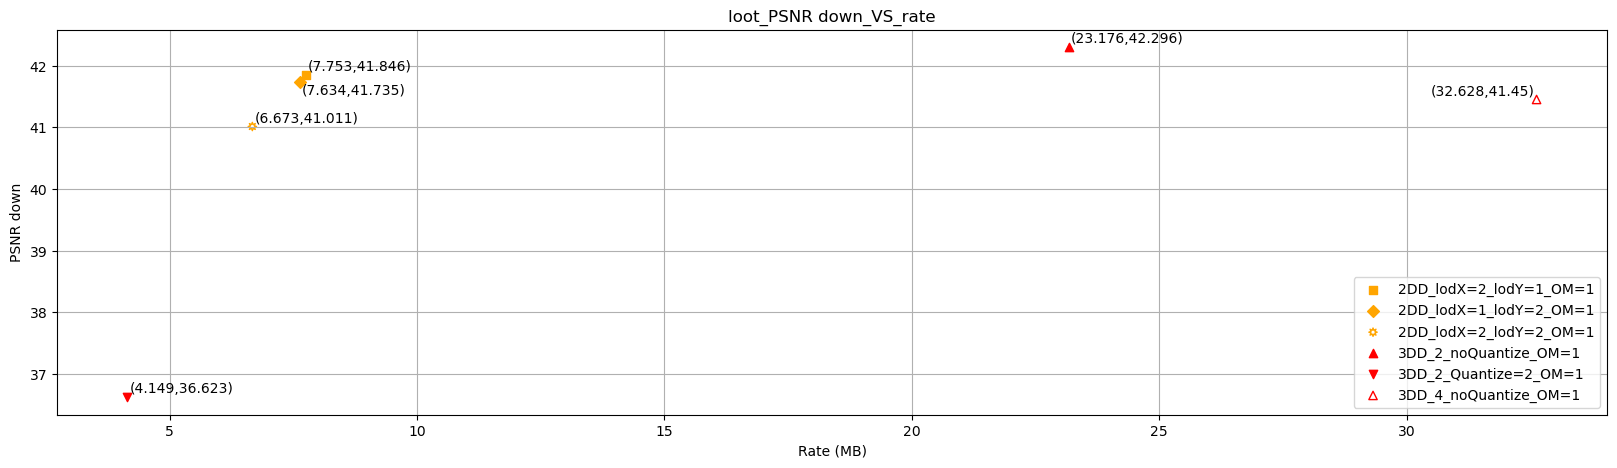 loot_PSNR down_VS_rate
(23.176,42.296)
(7.753,41.846)
(7.634,41.735)
(32.628,41.45)
(6.673,41.011)
(4.149,36.623)
42
41
40
39
38
37
PSNR down
5
10
15
20
25
30
Rate (MB)
2DD_lodX=2_lodY=1_OM=1
2DD_lodX=1_lodY=2_OM=1
2DD_lodX=2_lodY=2_OM=1
3DD_2_noQuantize_OM=1
3DD_2_Quantize=2_OM=1
3DD_4_noQuantize_OM=1